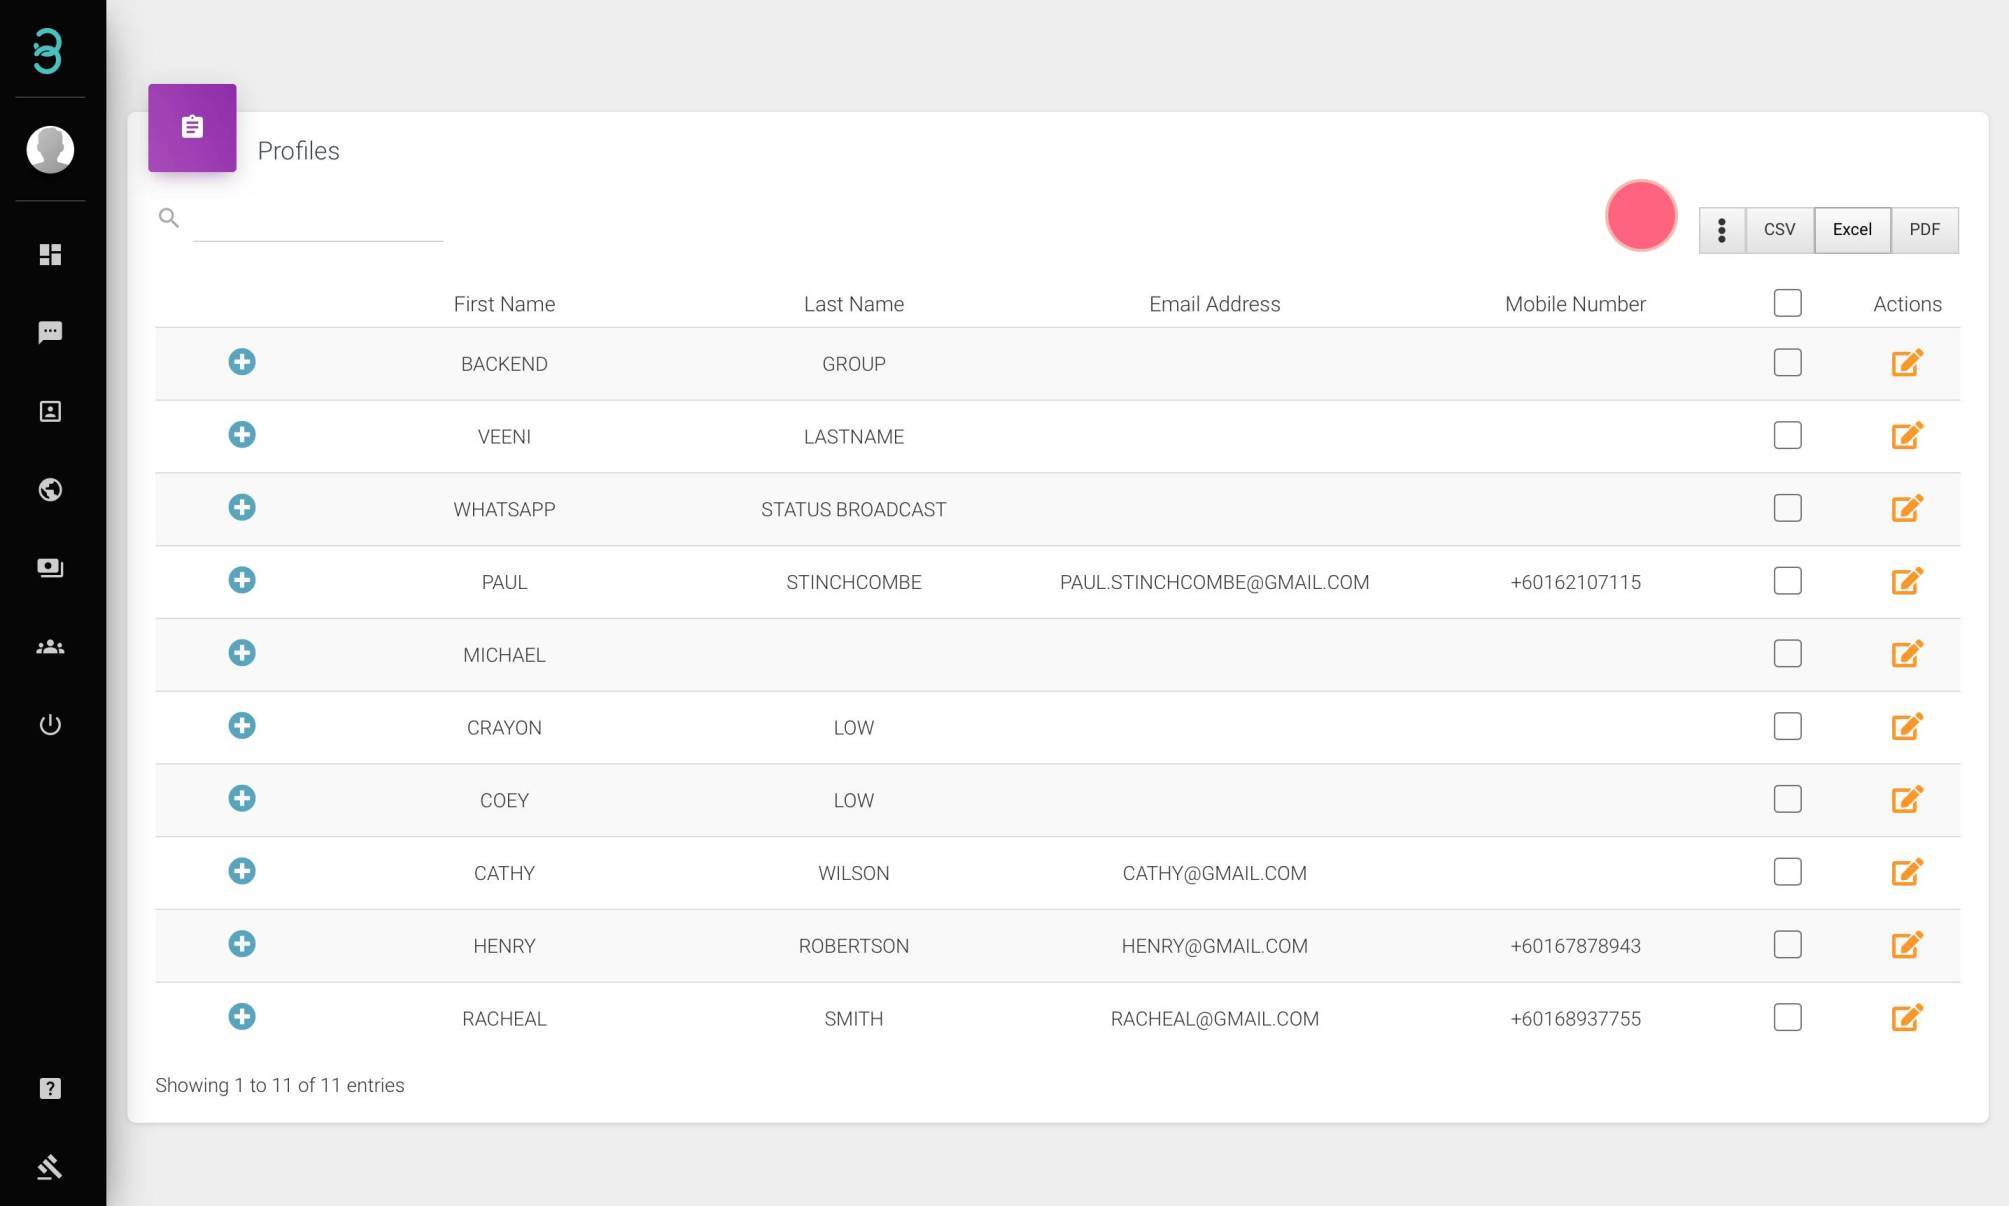 Profiles
CSV Excel PDF
First Name Last Name Email Address Mobile Number Actions
BACKEND GROUP
VEENI LASTNAME
WHATSAPP STATUS BROADCAST
PAUL STINCHCOMBE PAUL.STINCHCOMBE@GMAIL.COM +60162107115
MICHAEL
CRAYON LOW
COEY LOW
CATHY WILSON CATHY@GMAIL.COM
HENRY ROBERTSON HENRY@GMAIL.COM +60167878943
RACHEAL SMITH RACHEAL@GMAIL.COM +60168937755
Showing 1 to 11 of 11 entries